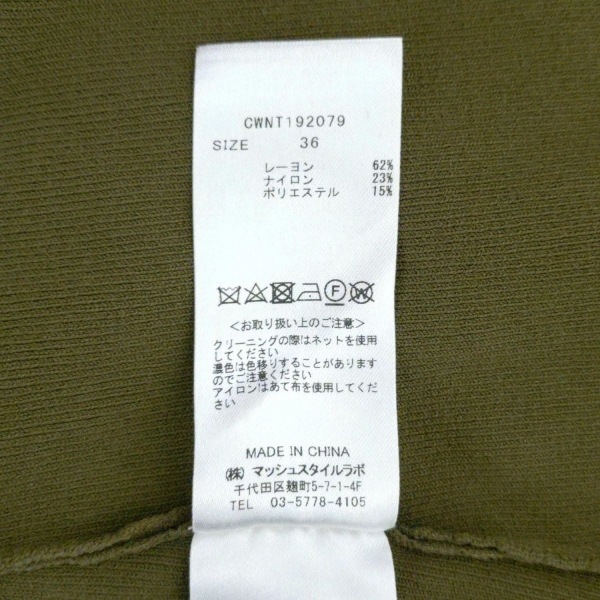 CWNT192079
SIZE 36
レーヨン 62%
ナイロン 23%
ポリエステル 15%
F W
<お取り扱い上のご注意>
クリーニングの際はネットを使用
してください
濃色は色移りすることがあります
のでご注意ください
アイロンはあて布を使用してくだ
さい
MADE IN CHINA
(株) マッシュスタイルラボ
千代田区麹町5-7-1-4F
TEL 03-5778-4105